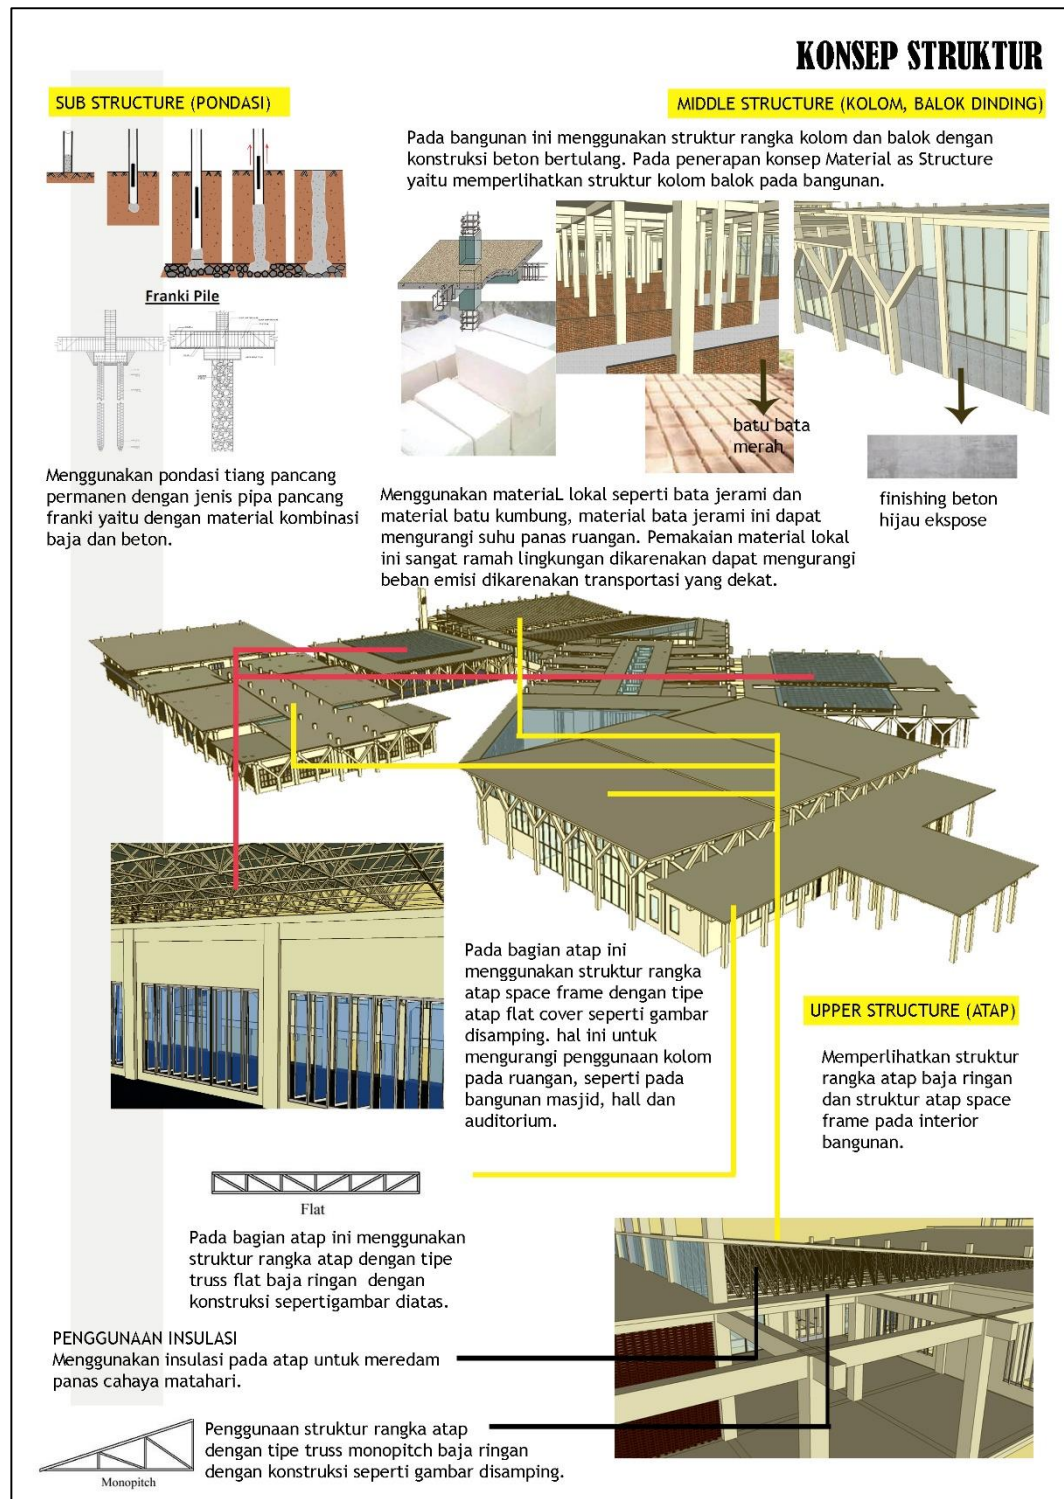 KONSEP STRUKTUR
SUB STRUCTURE (PONDASI)
Franki Pile
Menggunakan pondasi tiang pancang
permanen dengan jenis pipa pancang
franki yaitu dengan material kombinasi
baja dan beton.
MIDDLE STRUCTURE (KOLOM, BALOK DINDING)
Pada bangunan ini menggunakan struktur rangka kolom dan balok dengan
konstruksi beton bertulang. Pada penerapan konsep Material as Structure
yaitu memperlihatkan struktur kolom balok pada bangunan.
batu bata
merah
finishing beton
hijau ekspose
Menggunakan materiaL lokal seperti bata jerami dan
material batu kumbung, material bata jerami ini dapat
mengurangi suhu panas ruangan. Pemakaian material lokal
ini sangat ramah lingkungan dikarenakan dapat mengurangi
beban emisi dikarenakan transportasi yang dekat.
Pada bagian atap ini
menggunakan struktur rangka
atap space frame dengan tipe
atap flat cover seperti gambar
disamping. hal ini untuk
mengurangi penggunaan kolom
pada ruangan, seperti pada
bangunan masjid, hall dan
auditorium.
UPPER STRUCTURE (ATAP)
Memperlihatkan struktur
rangka atap baja ringan
dan struktur atap space
frame pada interior
bangunan.
Flat
Pada bagian atap ini menggunakan
struktur rangka atap dengan tipe
truss flat baja ringan dengan
konstruksi sepertigambar diatas.
PENGGUNAAN INSULASI
Menggunakan insulasi pada atap untuk meredam
panas cahaya matahari.
Monopitch
Penggunaan struktur rangka atap
dengan tipe truss monopitch baja ringan
dengan konstruksi seperti gambar disamping.